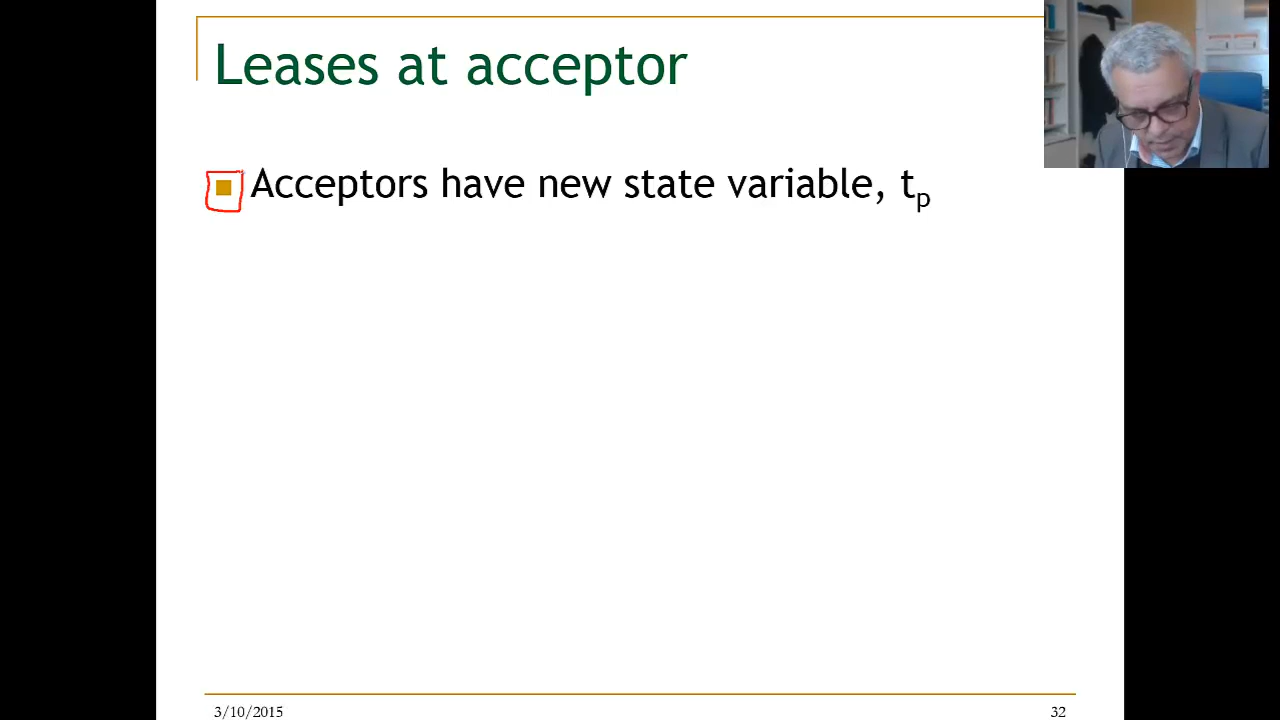 Leases at acceptor
Acceptors have new state variable, tp
3/10/2015
32